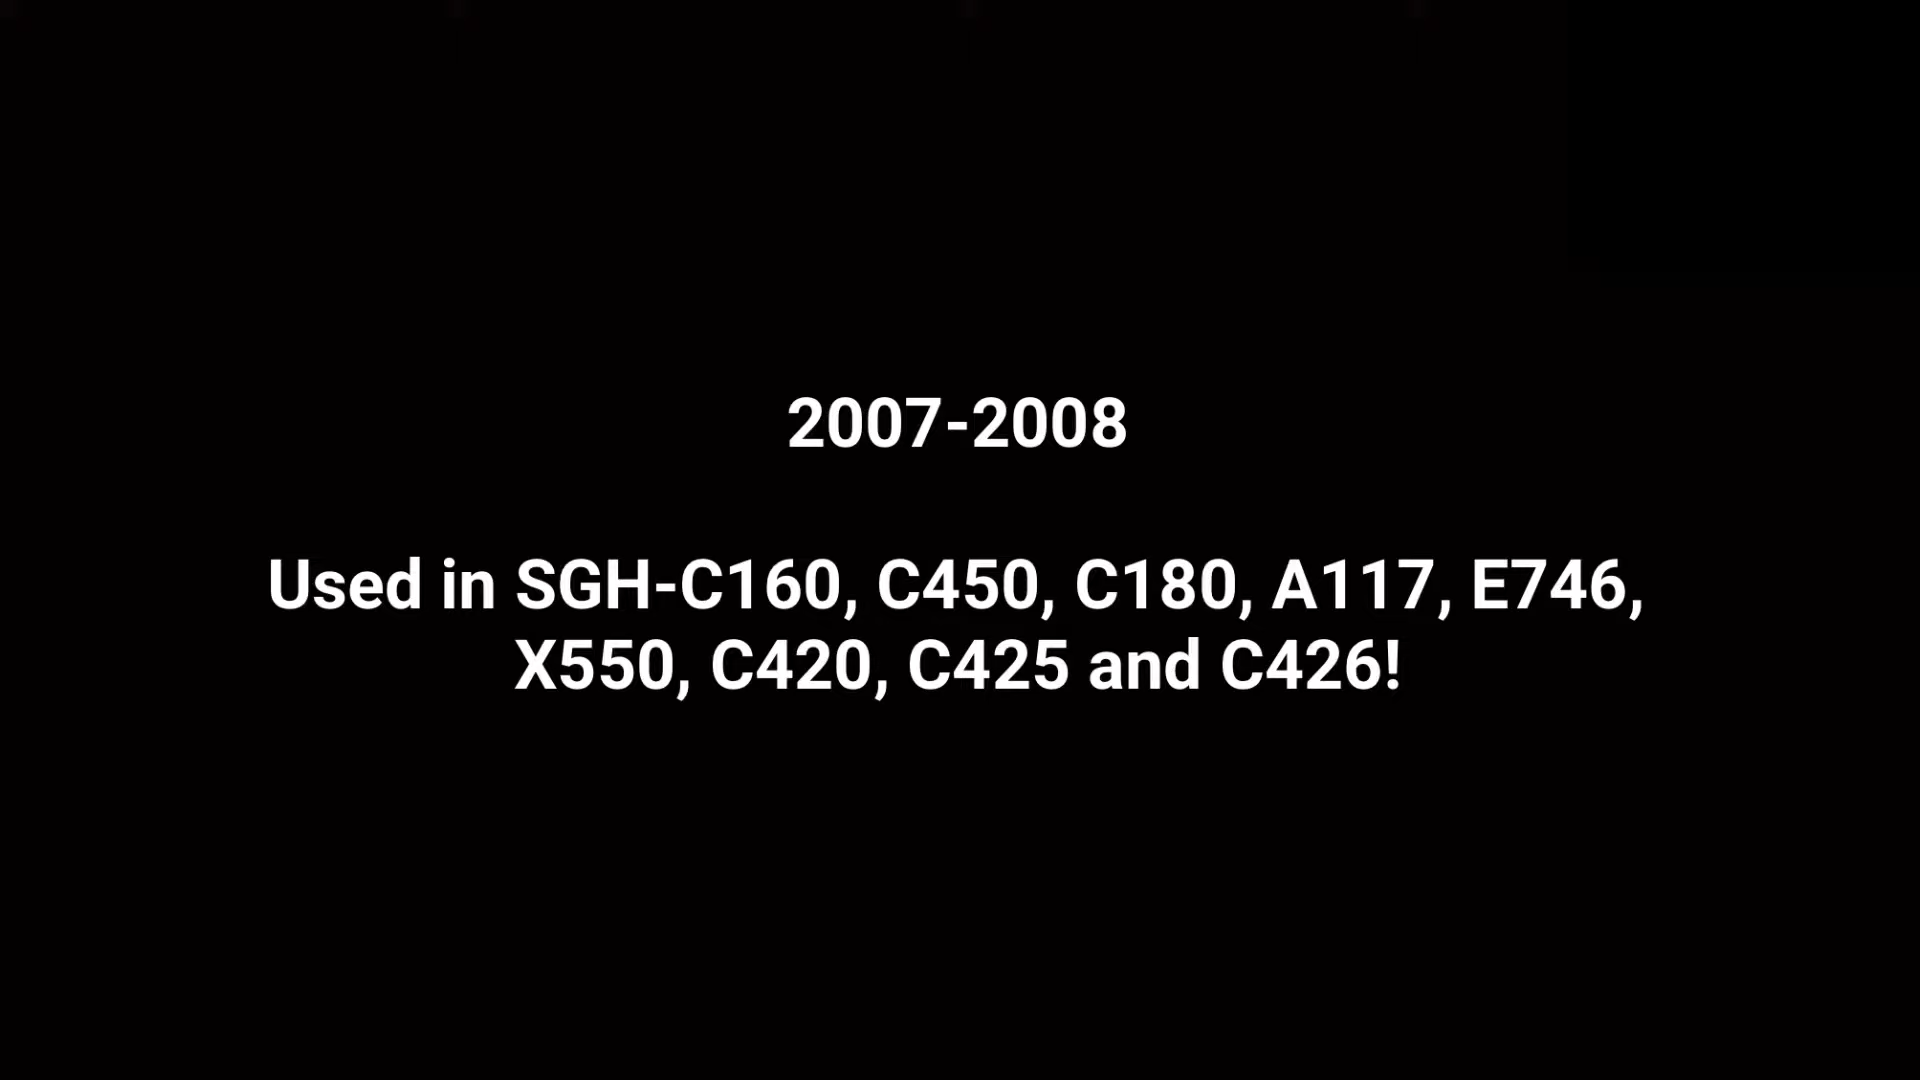 2007-2008
Used in SGH-C160, C450, C180, A117, E746,
X550, C420, C425 and C426!